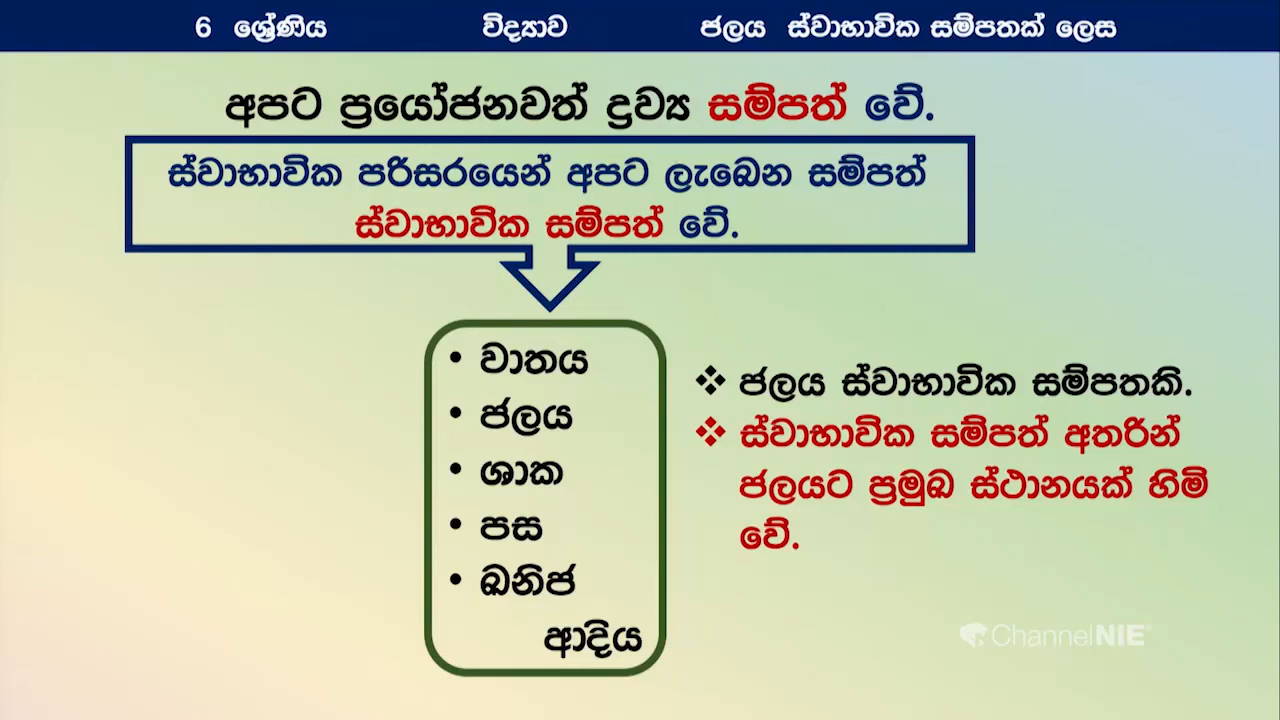 6 ශ්‍රේණිය විද්‍යාව ජලය ස්වාභාවික සම්පතක් ලෙස
අපට ප්‍රයෝජනවත් ද්‍රව්‍ය සම්පත් වේ.
ස්වාභාවික පරිසරයෙන් අපට ලැබෙන සම්පත්
ස්වාභාවික සම්පත් වේ.
• වාතය
• ජලය
• ශාක
• පස
• ඛනිජ
ආදිය
❖ ජලය ස්වාභාවික සම්පතකි.
❖ ස්වාභාවික සම්පත් අතරින්
ජලයට ප්‍රමුඛ ස්ථානයක් හිමි
වේ.
ChannelNIE